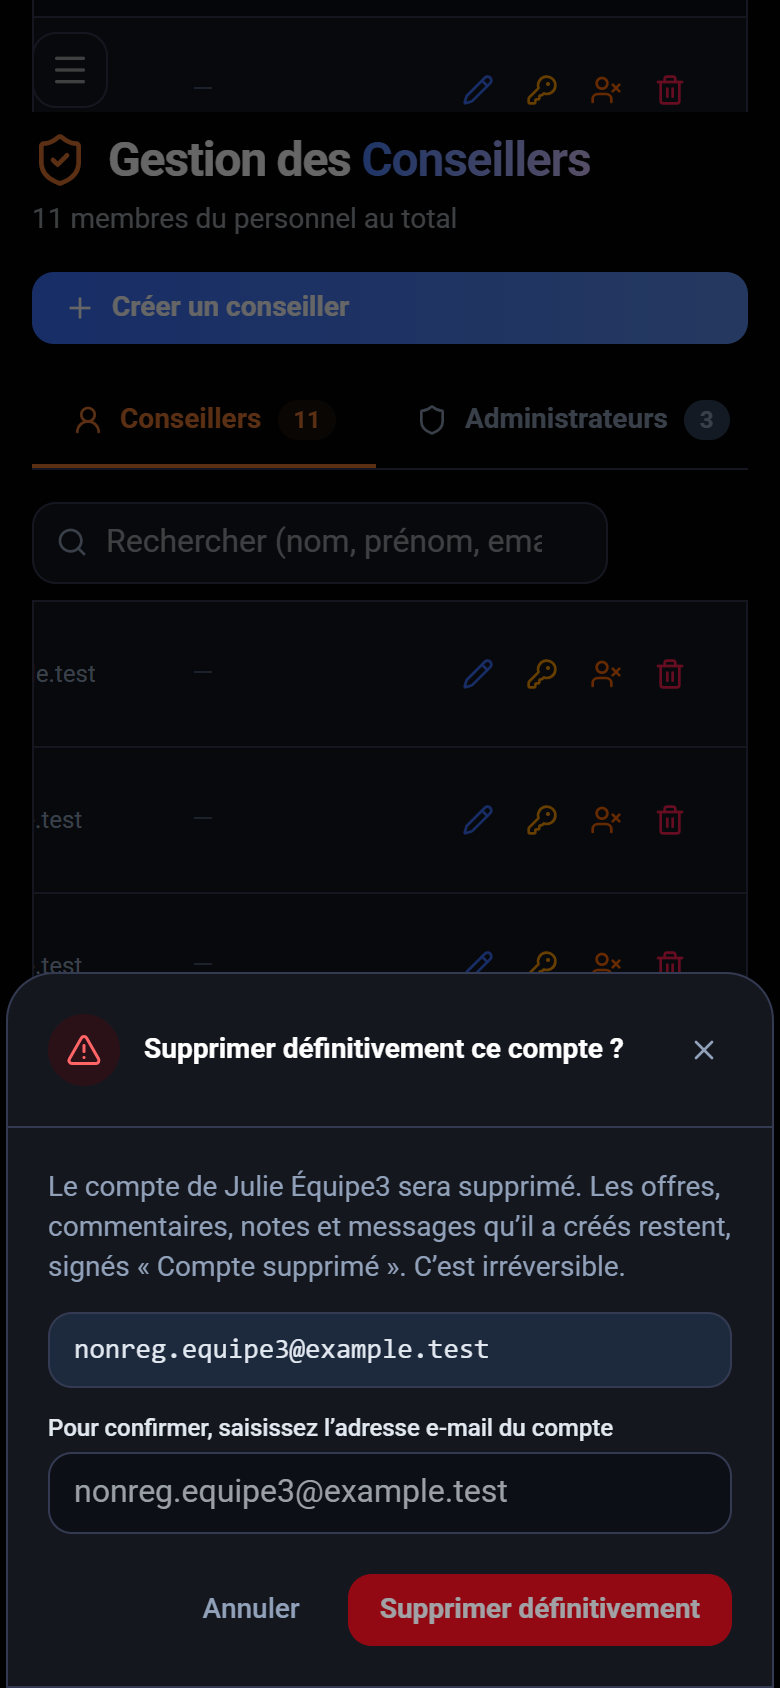 Gestion des Conseillers
11 membres du personnel au total
Créer un conseiller
Conseillers 11 Administrateurs 3
Rechercher (nom, prénom, ema
e.test —
.test —
.test —
Supprimer définitivement ce compte ?
Le compte de Julie Équipe3 sera supprimé. Les offres,
commentaires, notes et messages qu’il a créés restent,
signés « Compte supprimé ». C’est irréversible.
nonreg.equipe3@example.test
Pour confirmer, saisissez l’adresse e-mail du compte
nonreg.equipe3@example.test
Annuler Supprimer définitivement